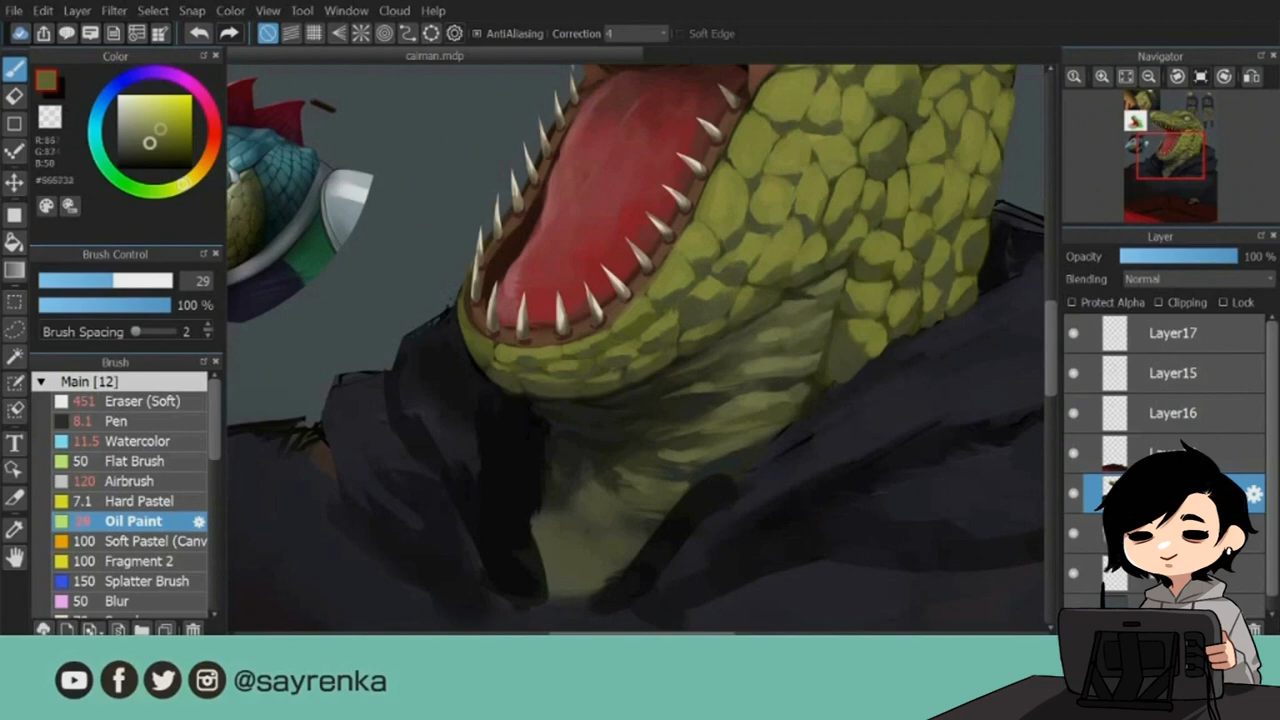 File Edit Layer Filter Select Snap Color View Tool Window Cloud Help
AntiAliasing Correction 4 Soft Edge
Color
caiman.mdp
Navigator
B:50
Brush Control
29
100 %
Brush Spacing 2
Brush
Main [12]
451 Eraser (Soft)
8.1 Pen
11.5 Watercolor
50 Flat Brush
120 Airbrush
7.1 Hard Pastel
29 Oil Paint
100 Soft Pastel (Canv
100 Fragment 2
150 Splatter Brush
50 Blur
Layer
Opacity 100 %
Blending Normal
Protect Alpha Clipping Lock
Layer17
Layer15
Layer16
@sayrenka